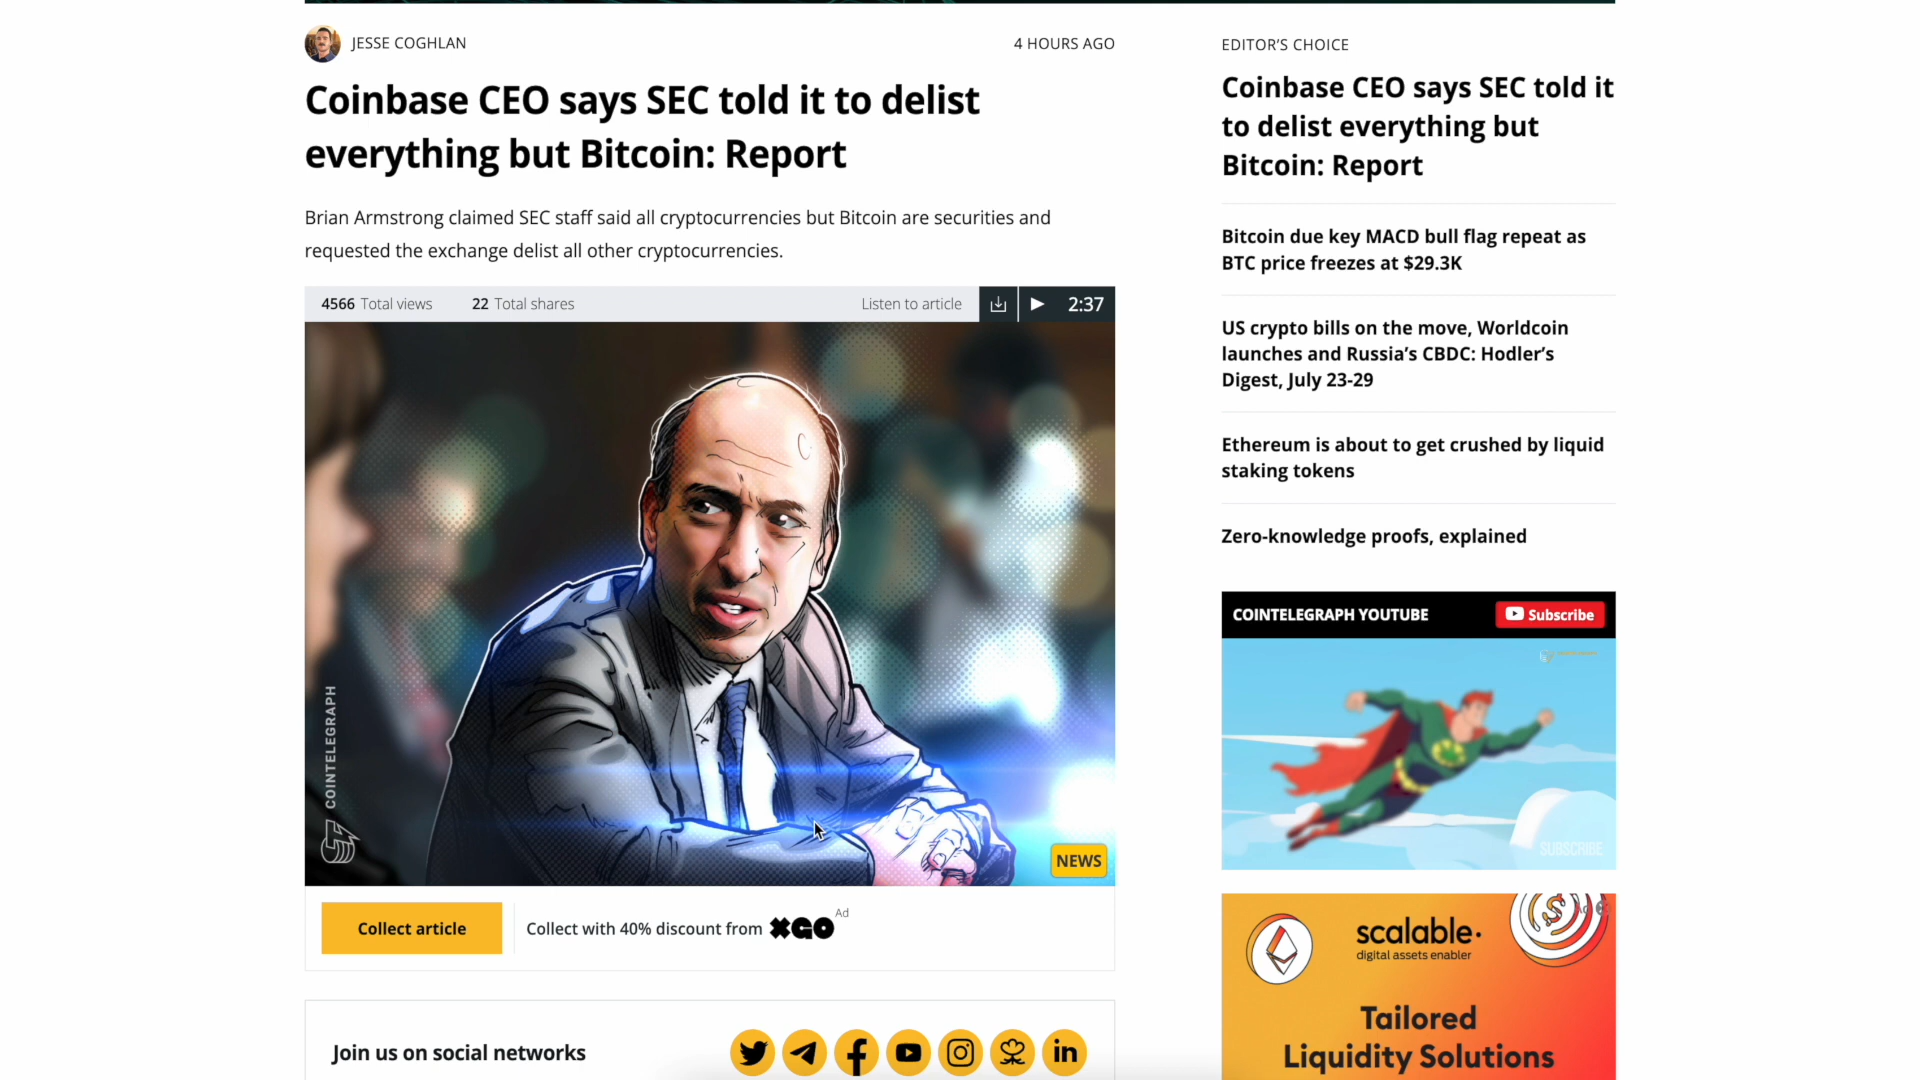 JESSE COGHLAN
4 HOURS AGO
Coinbase CEO says SEC told it to delist
everything but Bitcoin: Report
Brian Armstrong claimed SEC staff said all cryptocurrencies but Bitcoin are securities and
requested the exchange delist all other cryptocurrencies.
4566 Total views 22 Total shares Listen to article 2:37
COINTELEGRAPH
NEWS
Collect article
Collect with 40% discount from XGO Ad
Join us on social networks
EDITOR'S CHOICE
Coinbase CEO says SEC told it
to delist everything but
Bitcoin: Report
Bitcoin due key MACD bull flag repeat as
BTC price freezes at $29.3K
US crypto bills on the move, Worldcoin
launches and Russia's CBDC: Hodler's
Digest, July 23-29
Ethereum is about to get crushed by liquid
staking tokens
Zero-knowledge proofs, explained
COINTELEGRAPH YOUTUBE Subscribe
SUBSCRIBE
scalable.
digital assets enabler
Tailored
Liquidity Solutions